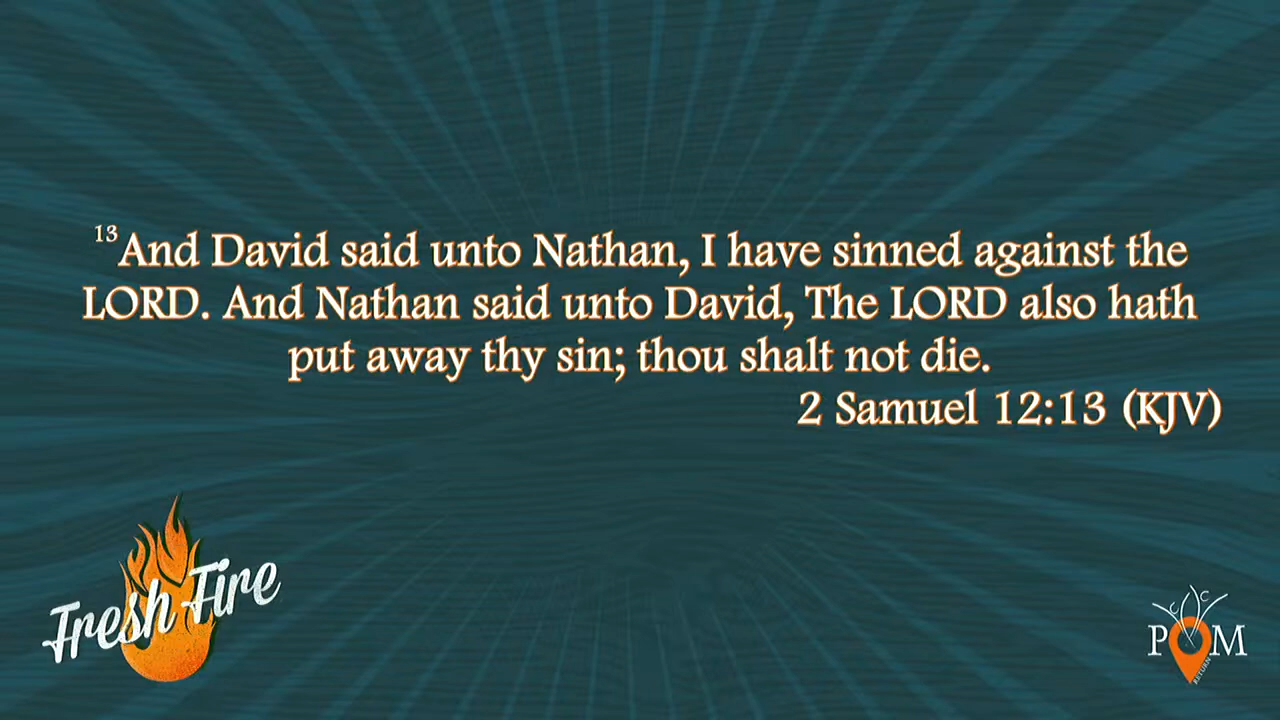 13And David said unto Nathan, I have sinned against the
LORD. And Nathan said unto David, The LORD also hath
put away thy sin; thou shalt not die.
2 Samuel 12:13 (KJV)
Fresh Fire
C C
P M
RETURN